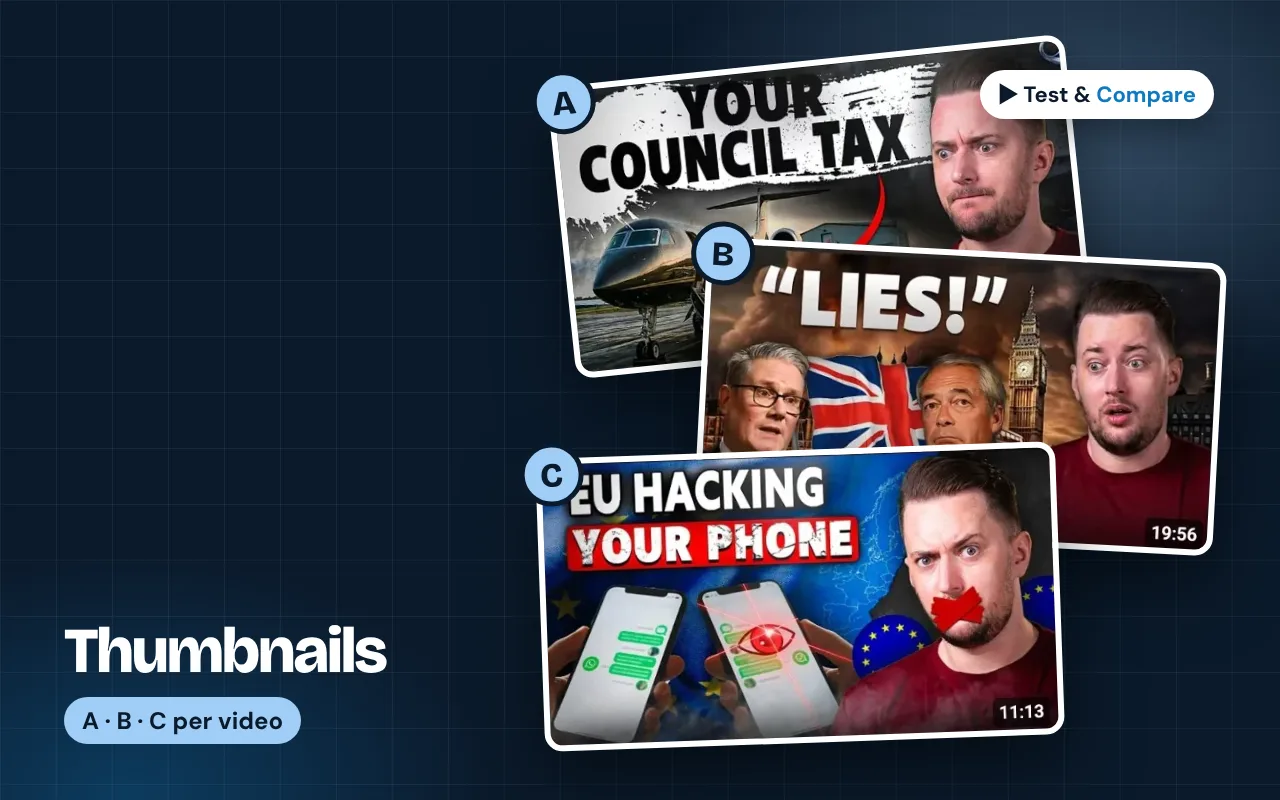 A
YOUR
COUNCIL TAX
▶ Test & Compare
B
“LIES!”
19:56
C
EU HACKING
YOUR PHONE
11:13
Thumbnails
A · B · C per video